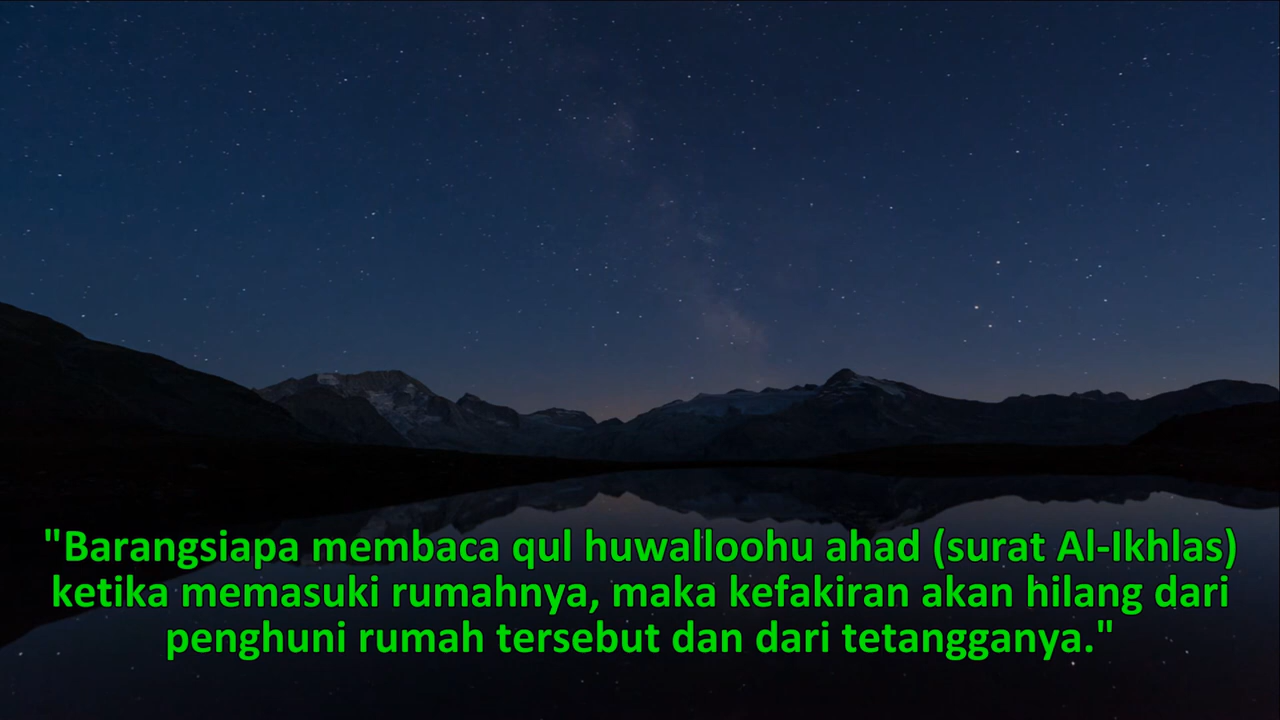 "Barangsiapa membaca qul huwalloohu ahad (surat Al-Ikhlas)
ketika memasuki rumahnya, maka kefakiran akan hilang dari
penghuni rumah tersebut dan dari tetangganya."